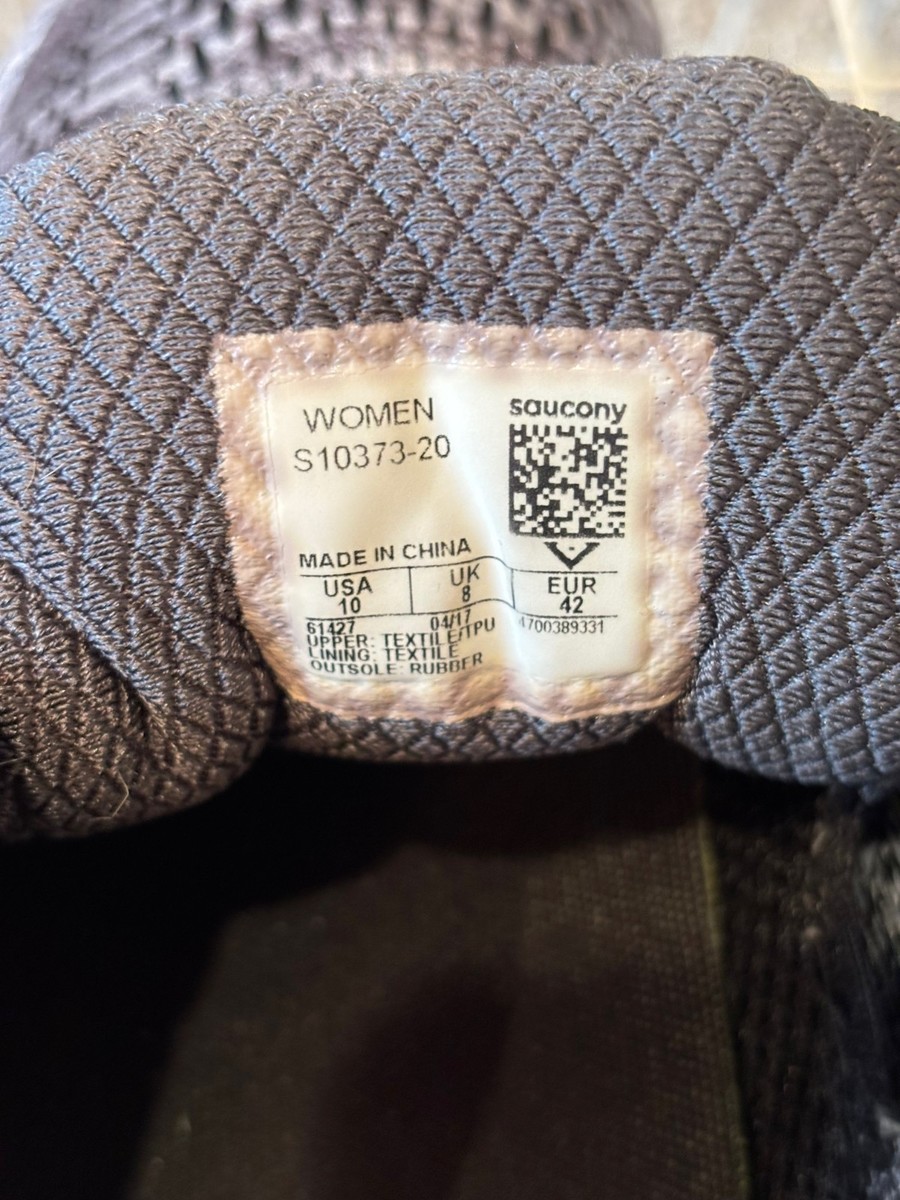 WOMEN
S10373-20
saucony
MADE IN CHINA
USA UK EUR
10 8 42
61427 04/17 4700389331
UPPER: TEXTILE/TPU
LINING: TEXTILE
OUTSOLE: RUBBER